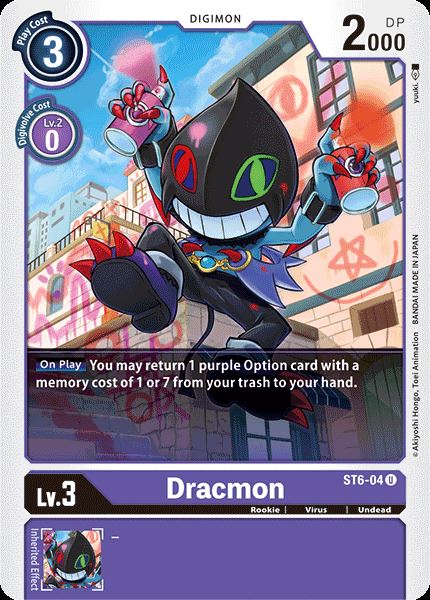 Play Cost
3
DIGIMON
2000
DP
Digivolve Cost
Lv.2
0
yuuki.
On Play You may return 1 purple Option card with a
memory cost of 1 or 7 from your trash to your hand.
© Akiyoshi Hongo, Toei Animation BANDAI MADE IN JAPAN
Lv.3
Dracmon
ST6-04 U
Rookie | Virus | Undead
Inherited Effect
-